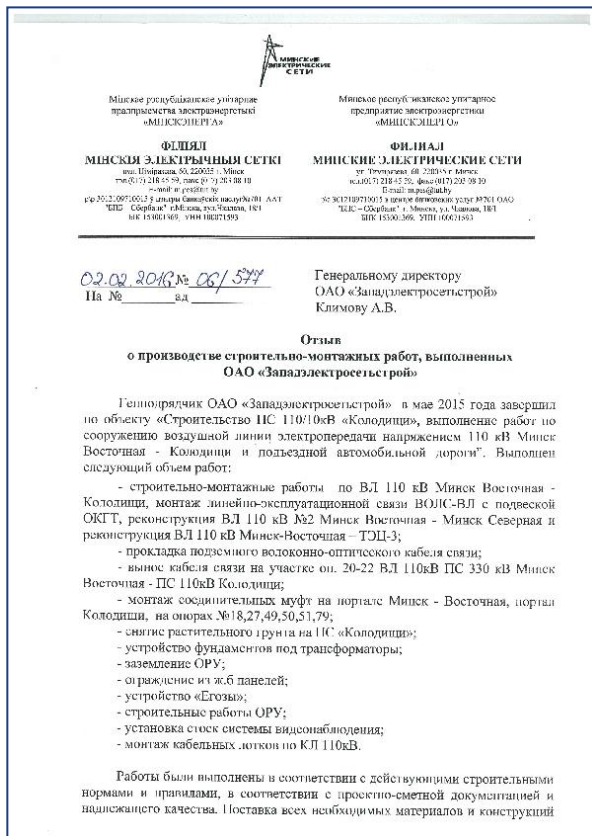 МИНСКИЕ
ЭЛЕКТРИЧЕСКИЕ
СЕТИ
Мінскае рэспубліканскае унітарнае
прадпрыемства электраэнергетыкі
«МІНСКЭНЕРГА»
ФІЛІЯЛ
МІНСКІЯ ЭЛЕКТРЫЧНЫЯ СЕТКІ
Минское республиканское унитарное
предприятие электроэнергетики
«МИНСКЭНЕРГО»
ФИЛИАЛ
МИНСКИЕ ЭЛЕКТРИЧЕСКИЕ СЕТИ
02.02.2016 № 06/577
На № ад
Генеральному директору
ОАО «Западэлектросетьстрой»
Климову А.В.
Отзыв
о производстве строительно-монтажных работ, выполненных
ОАО «Западэлектросетьстрой»
Генподрядчик ОАО «Западэлектросетьстрой» в мае 2015 года завершил
по объекту «Строительство ПС 110/10кВ «Колодищи», выполнение работ по
сооружению воздушной линии электропередачи напряжением 110 кВ Минск
Восточная - Колодищи и подъездной автомобильной дороги”. Выполнен
следующий объем работ:
- строительно-монтажные работы по ВЛ 110 кВ Минск Восточная -
Колодищи, монтаж линейно-эксплуатационной связи ВОЛС-ВЛ с подвеской
ОКГТ, реконструкция ВЛ 110 кВ №2 Минск Восточная - Минск Северная и
реконструкция ВЛ 110 кВ Минск-Восточная – ТЭЦ-3;
- прокладка подземного волоконно-оптического кабеля связи;
- вынос кабеля связи на участке оп. 20-22 ВЛ 110кВ ПС 330 кВ Минск
Восточная - ПС 110кВ Колодищи;
- монтаж соединительных муфт на портале Минск - Восточная, портал
Колодищи, на опорах №18,27,49,50,51,79;
- снятие растительного грунта на ПС «Колодищи»;
- устройство фундаментов под трансформаторы;
- заземление ОРУ;
- ограждение из ж.б панелей;
- устройство «Егозы»;
- строительные работы ОРУ;
- установка стоек системы видеонаблюдения;
- монтаж кабельных лотков по КЛ 110кВ.
Работы были выполнены в соответствии с действующими строительными
нормами и правилами, в соответствии с проектно-сметной документацией и
надлежащего качества. Поставка всех необходимых материалов и конструкций